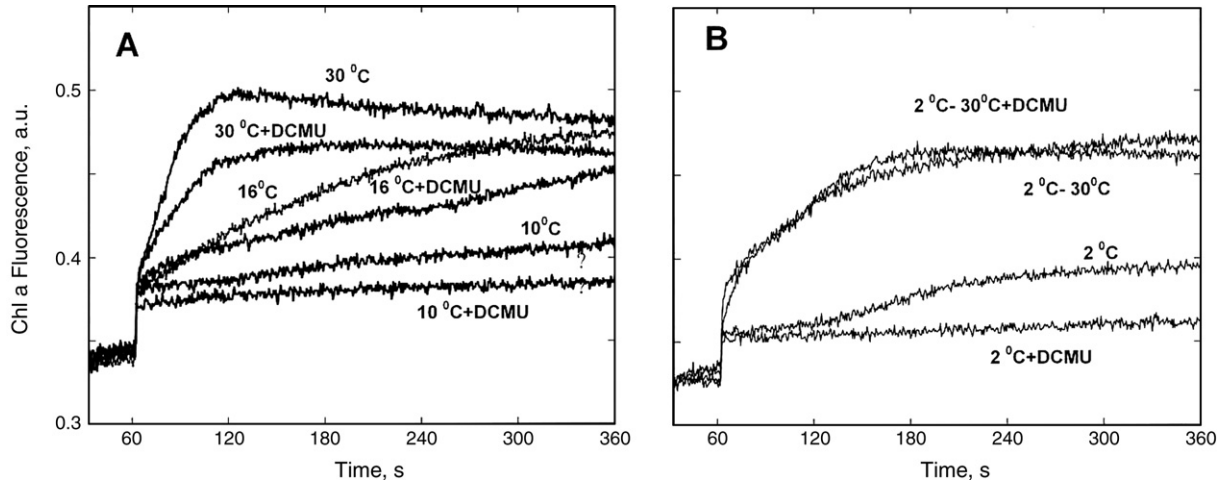 A
B
Chl a Fluorescence, a.u.
0.5
0.4
0.3
30 ⁰C
30 ⁰C+DCMU
16⁰C
16 ⁰C+DCMU
10⁰C
?
?
10 ⁰C+DCMU
60 120 180 240 300 360
Time, s
2 ⁰C- 30⁰C+DCMU
2 ⁰C- 30⁰C
2 ⁰C
2 ⁰C+DCMU
60 120 180 240 300 360
Time, s